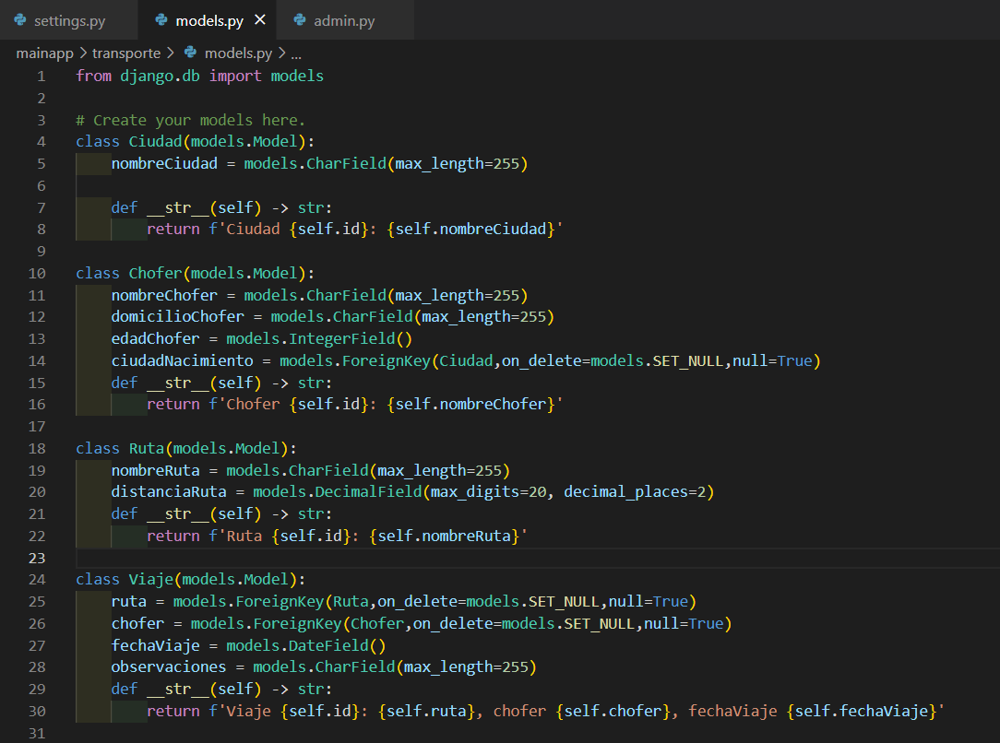 settings.py models.py × admin.py
mainapp > transporte > models.py > ...
1 from django.db import models
2
3 # Create your models here.
4 class Ciudad(models.Model):
5     nombreCiudad = models.CharField(max_length=255)
6
7     def __str__(self) -> str:
8         return f'Ciudad {self.id}: {self.nombreCiudad}'
9
10 class Chofer(models.Model):
11     nombreChofer = models.CharField(max_length=255)
12     domicilioChofer = models.CharField(max_length=255)
13     edadChofer = models.IntegerField()
14     ciudadNacimiento = models.ForeignKey(Ciudad,on_delete=models.SET_NULL,null=True)
15     def __str__(self) -> str:
16         return f'Chofer {self.id}: {self.nombreChofer}'
17
18 class Ruta(models.Model):
19     nombreRuta = models.CharField(max_length=255)
20     distanciaRuta = models.DecimalField(max_digits=20, decimal_places=2)
21     def __str__(self) -> str:
22         return f'Ruta {self.id}: {self.nombreRuta}'
23
24 class Viaje(models.Model):
25     ruta = models.ForeignKey(Ruta,on_delete=models.SET_NULL,null=True)
26     chofer = models.ForeignKey(Chofer,on_delete=models.SET_NULL,null=True)
27     fechaViaje = models.DateField()
28     observaciones = models.CharField(max_length=255)
29     def __str__(self) -> str:
30         return f'Viaje {self.id}: {self.ruta}, chofer {self.chofer}, fechaViaje {self.fechaViaje}'
31